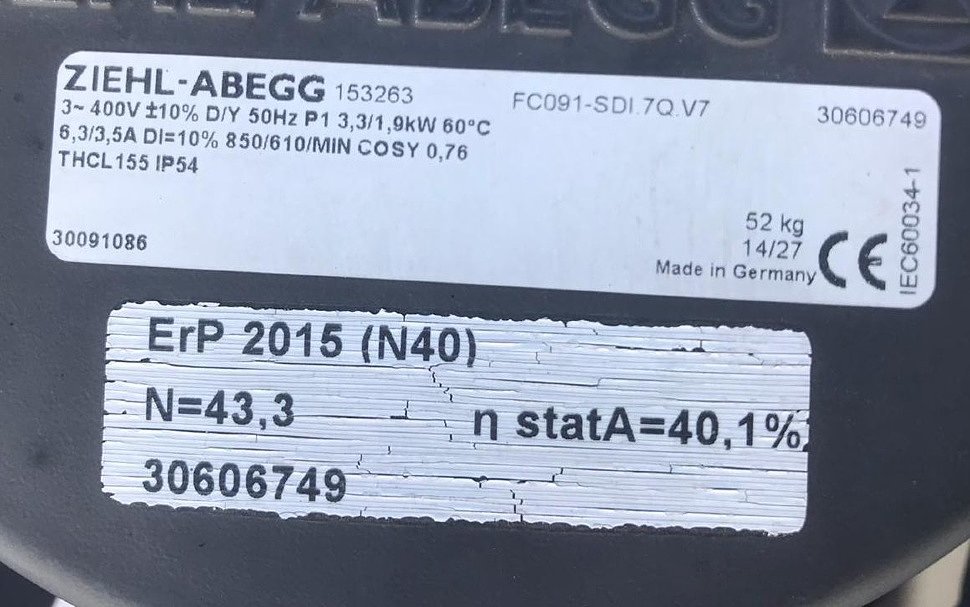 ZIEHL-ABEGG 153263 FC091-SDI.7Q.V7 30606749
3~ 400V ±10% D/Y 50Hz P1 3,3/1,9kW 60°C
6,3/3,5A DI=10% 850/610/MIN COSY 0,76
THCL155 IP54
30091086
52 kg
14/27
Made in Germany
CE
IEC60034-1
ErP 2015 (N40)
N=43,3 n statA=40,1%
30606749